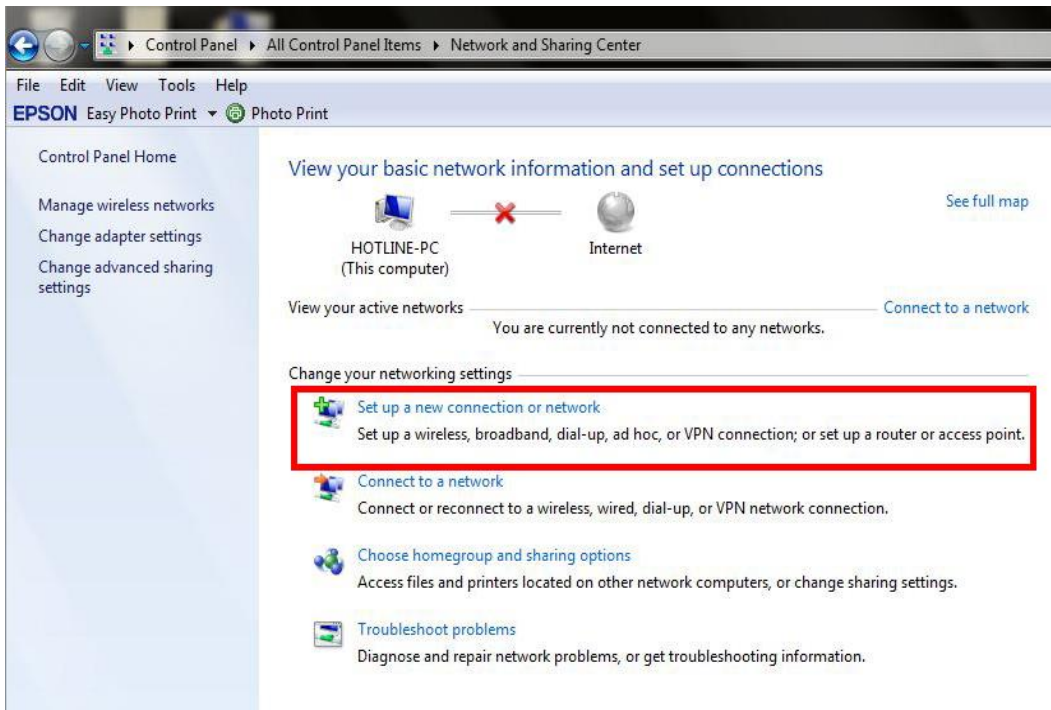 Control Panel ▸ All Control Panel Items ▸ Network and Sharing Center
File Edit View Tools Help
EPSON Easy Photo Print Photo Print
Control Panel Home
Manage wireless networks
Change adapter settings
Change advanced sharing
settings
View your basic network information and set up connections
See full map
HOTLINE-PC
(This computer)
Internet
View your active networks
Connect to a network
You are currently not connected to any networks.
Change your networking settings
Set up a new connection or network
Set up a wireless, broadband, dial-up, ad hoc, or VPN connection; or set up a router or access point.
Connect to a network
Connect or reconnect to a wireless, wired, dial-up, or VPN network connection.
Choose homegroup and sharing options
Access files and printers located on other network computers, or change sharing settings.
Troubleshoot problems
Diagnose and repair network problems, or get troubleshooting information.